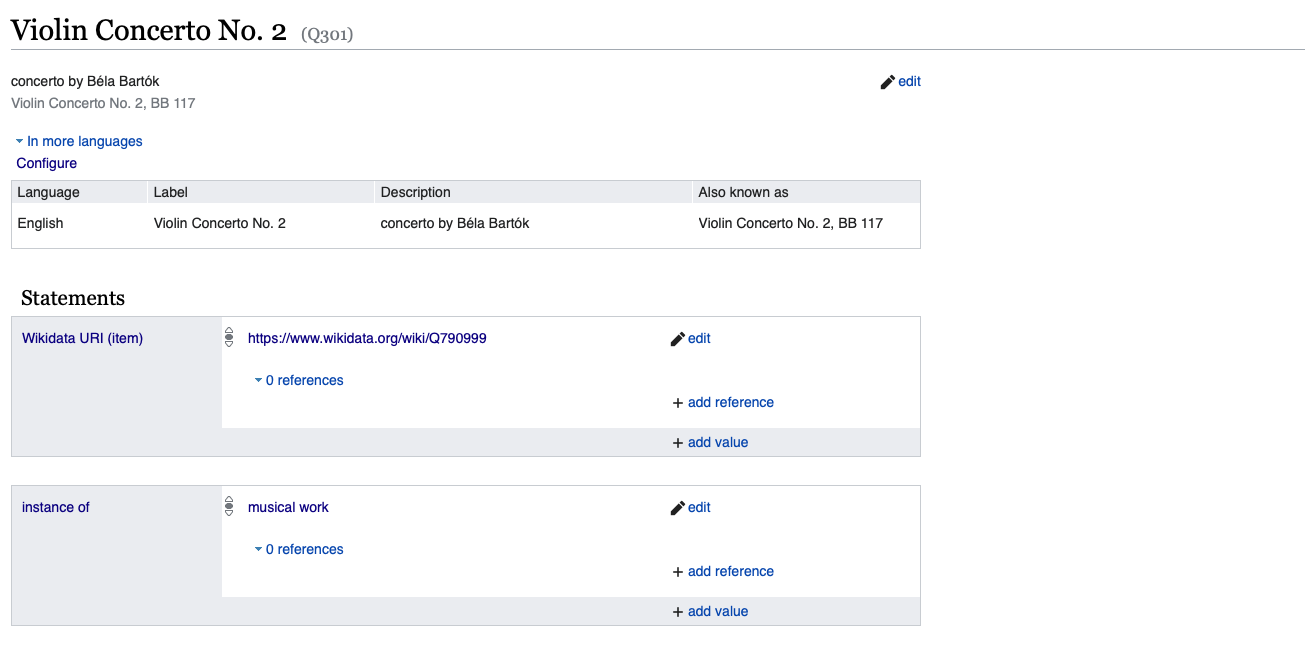 Violin Concerto No. 2 (Q301)
concerto by Béla Bartók
edit
Violin Concerto No. 2, BB 117
In more languages
Configure
Language Label Description Also known as
English Violin Concerto No. 2 concerto by Béla Bartók Violin Concerto No. 2, BB 117
Statements
Wikidata URI (item) https://www.wikidata.org/wiki/Q790999 edit
0 references
+ add reference
+ add value
instance of musical work edit
0 references
+ add reference
+ add value